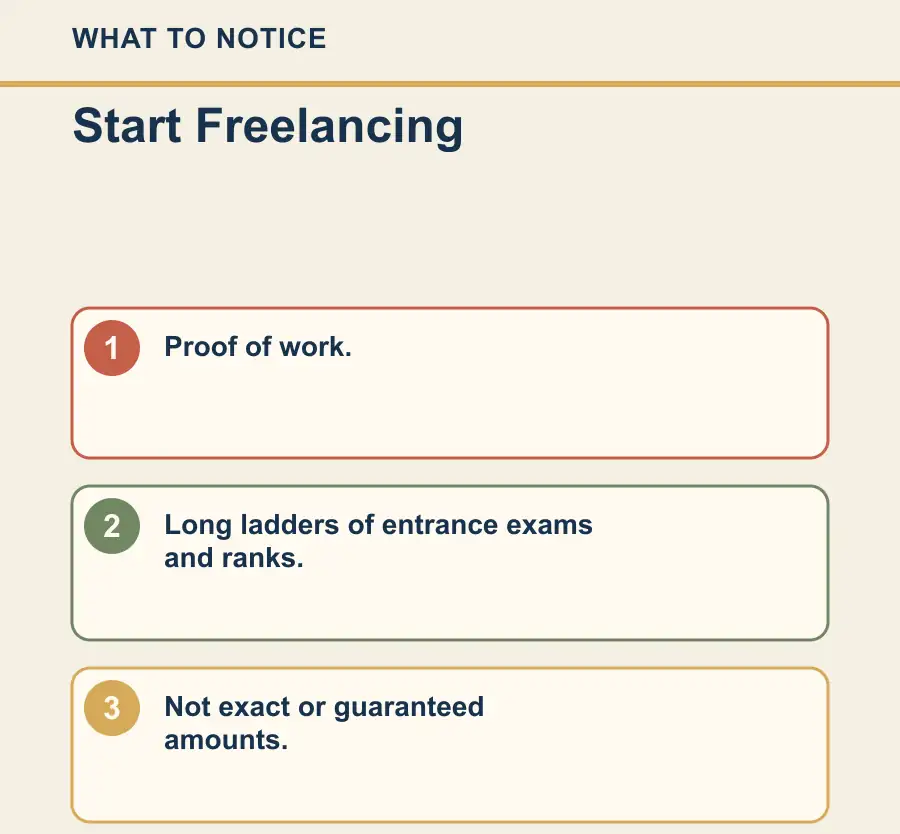 WHAT TO NOTICE
Start Freelancing
1
Proof of work.
2
Long ladders of entrance exams
and ranks.
3
Not exact or guaranteed
amounts.